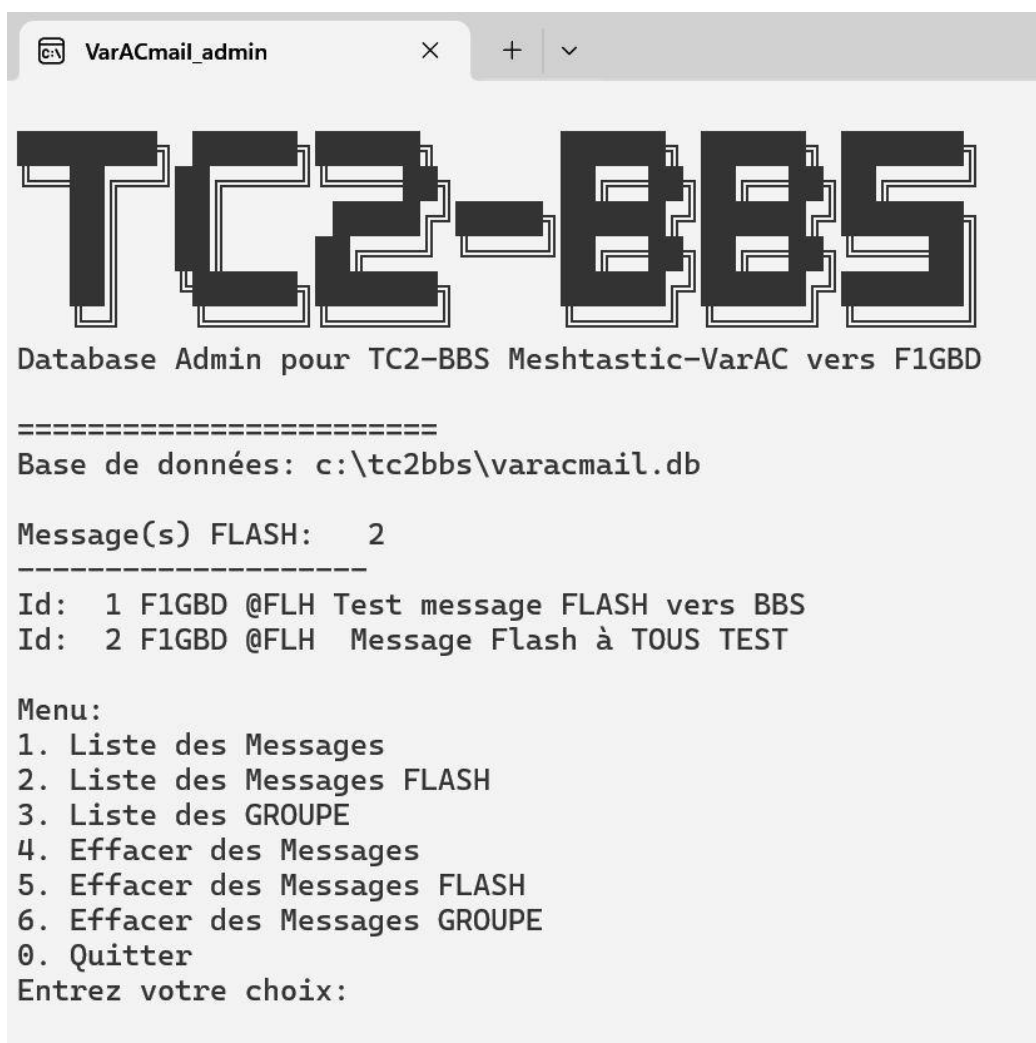 VarACmail_admin
TC2-BBS
Database Admin pour TC2-BBS Meshtastic-VarAC vers F1GBD
========================
Base de données: c:\tc2bbs\varacmail.db
Message(s) FLASH:   2
--------------------
Id:  1 F1GBD @FLH Test message FLASH vers BBS
Id:  2 F1GBD @FLH  Message Flash à TOUS TEST
Menu:
1. Liste des Messages
2. Liste des Messages FLASH
3. Liste des GROUPE
4. Effacer des Messages
5. Effacer des Messages FLASH
6. Effacer des Messages GROUPE
0. Quitter
Entrez votre choix: